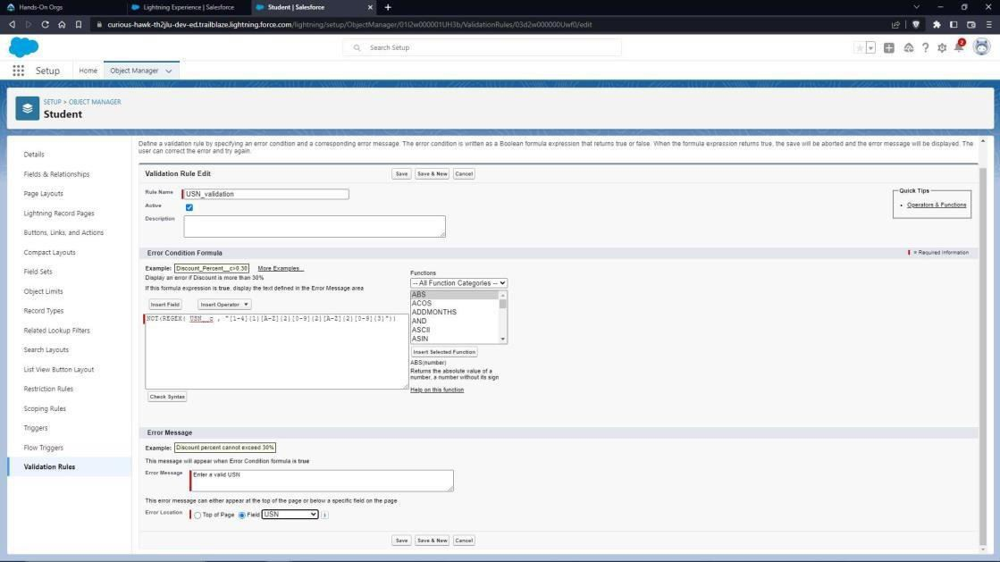 Hands-On Orgs
Lightning Experience | Salesforce
Student | Salesforce
curious-hawk-th2jlu-dev-ed.trailblaze.lightning.force.com/lightning/setup/ObjectManager/01I2w000001UH3b/ValidationRules/03d2w000000Uwf0/edit
Search Setup
2
Setup
Home
Object Manager
SETUP > OBJECT MANAGER
Student
Details
Fields & Relationships
Page Layouts
Lightning Record Pages
Buttons, Links, and Actions
Compact Layouts
Field Sets
Object Limits
Record Types
Related Lookup Filters
Search Layouts
List View Button Layout
Restriction Rules
Scoping Rules
Triggers
Flow Triggers
Validation Rules
Define a validation rule by specifying an error condition and a corresponding error message. The error condition is written as a Boolean formula expression that returns true or false. When the formula expression returns true, the save will be aborted and the error message will be displayed. The
user can correct the error and try again.
Validation Rule Edit
Save
Save & New
Cancel
Rule Name
USN_validation
Active
Description
Quick Tips
• Operators & Functions
Error Condition Formula
= Required Information
Example: Discount_Percent__c>0.30 More Examples...
Display an error if Discount is more than 30%
If this formula expression is true, display the text defined in the Error Message area
Insert Field
Insert Operator
NOT(REGEX( USN__c , "[1-4]{1}[A-Z]{2}[0-9]{2}[A-Z]{2}[0-9]{3}"))
Functions
-- All Function Categories --
ABS
ACOS
ADDMONTHS
AND
ASCII
ASIN
Insert Selected Function
ABS(number)
Returns the absolute value of a
number, a number without its sign
Help on this function
Check Syntax
Error Message
Example: Discount percent cannot exceed 30%
This message will appear when Error Condition formula is true
Error Message
Enter a valid USN
This error message can either appear at the top of the page or below a specific field on the page
Error Location
Top of Page
Field
USN
i
Save
Save & New
Cancel